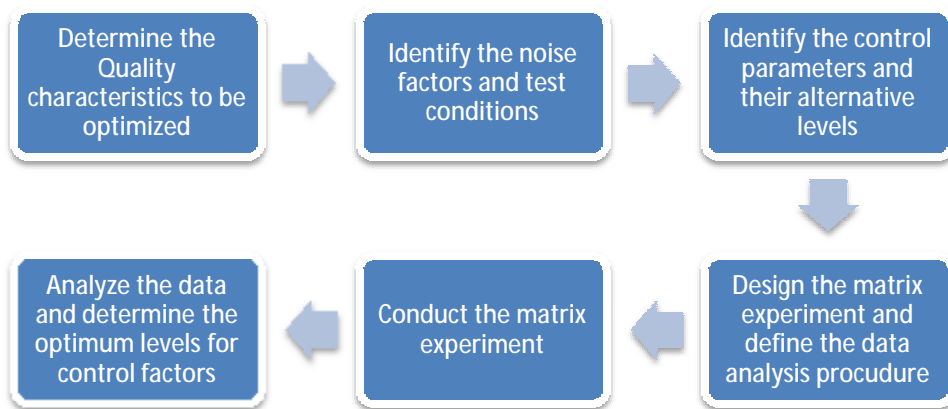 Determine the
Quality
characteristics to be
optimized
Identify the noise
factors and test
conditions
Identify the control
parameters and
their alternative
levels
Design the matrix
experiment and
define the data
analysis procudure
Conduct the matrix
experiment
Analyze the data
and determine the
optimum levels for
control factors